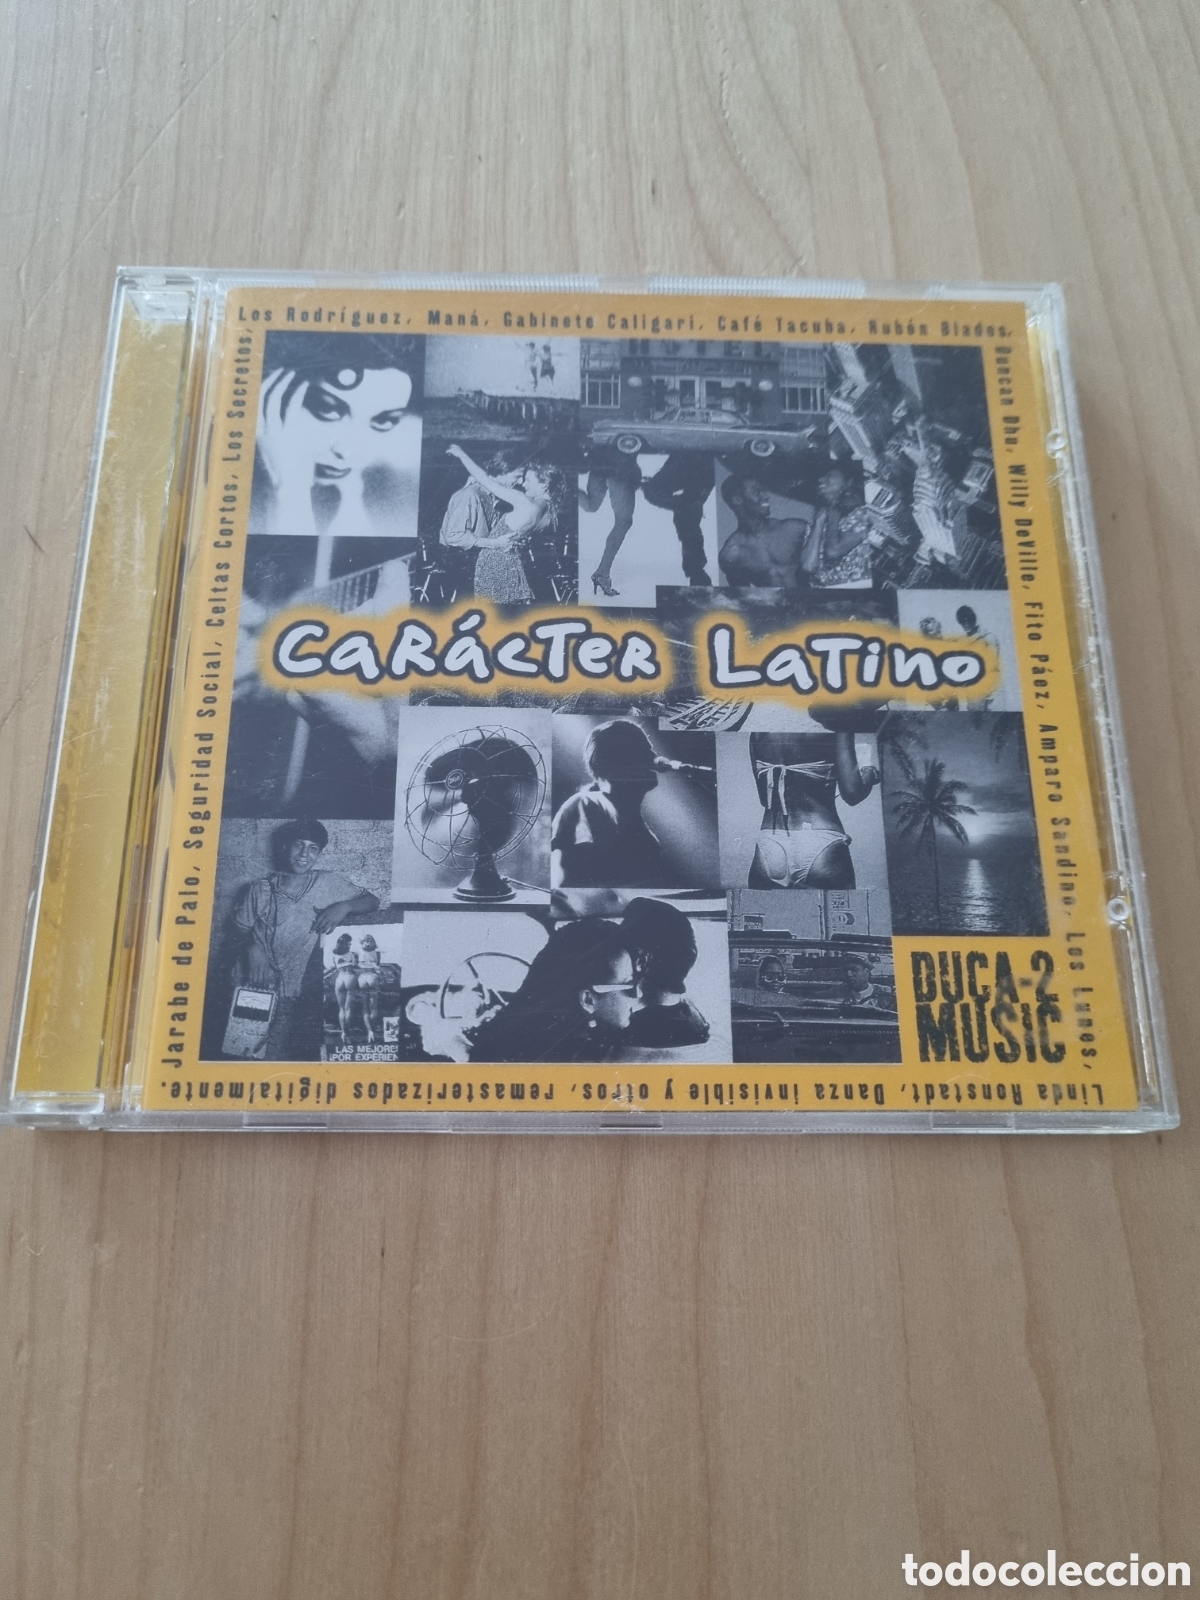 Los Rodríguez, Maná, Gabinete Caligari, Café Tacuba, Rubén Blades,
Duncan Dhu, Willy DeVille, Fito Páez, Amparo Sandino, Los Lunes,
Linda Ronstadt, Danza invisible y otros, remasterizados digitalmente.
Jarabe de Palo, Seguridad Social, Celtas Cortos, Los Secretos,
HOTEL
CARÁCTER LATINO
LAS MEJORES
POR EXPERIEN
DUCA-2
MUSIC
todocoleccion